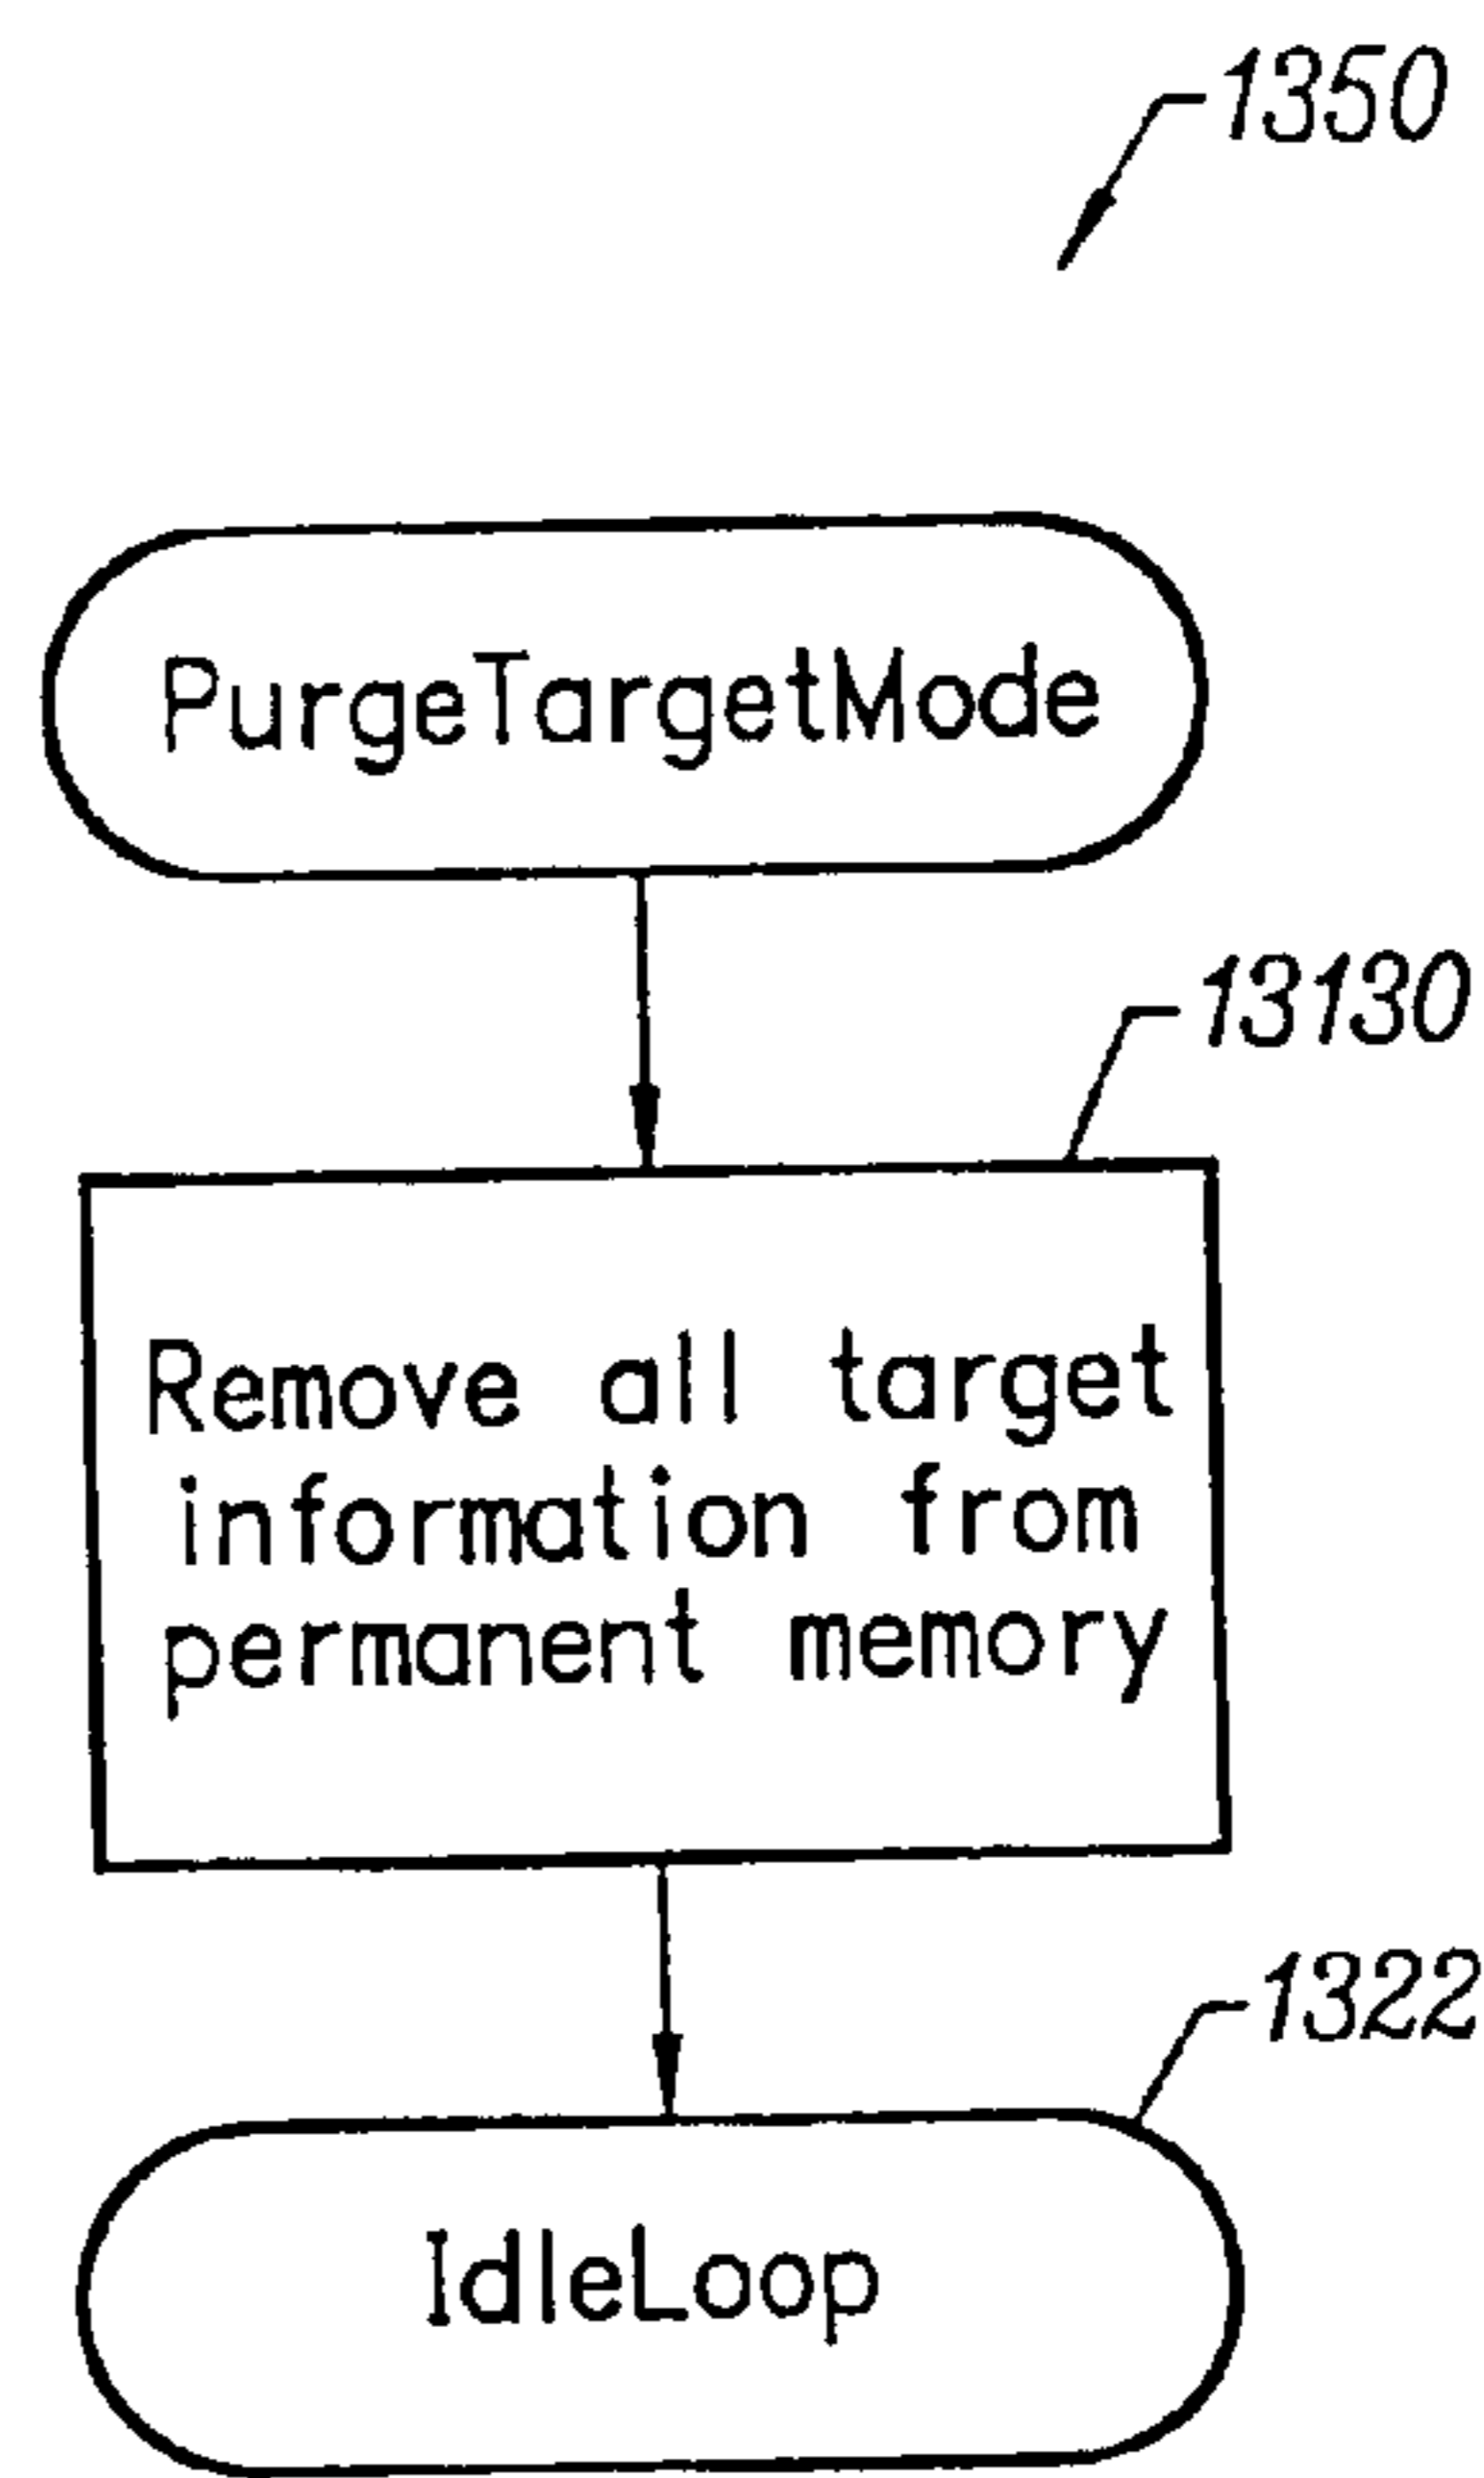 1350
PurgeTargetMode
13130
Remove all target
information from
permanent memory
1322
IdleLoop